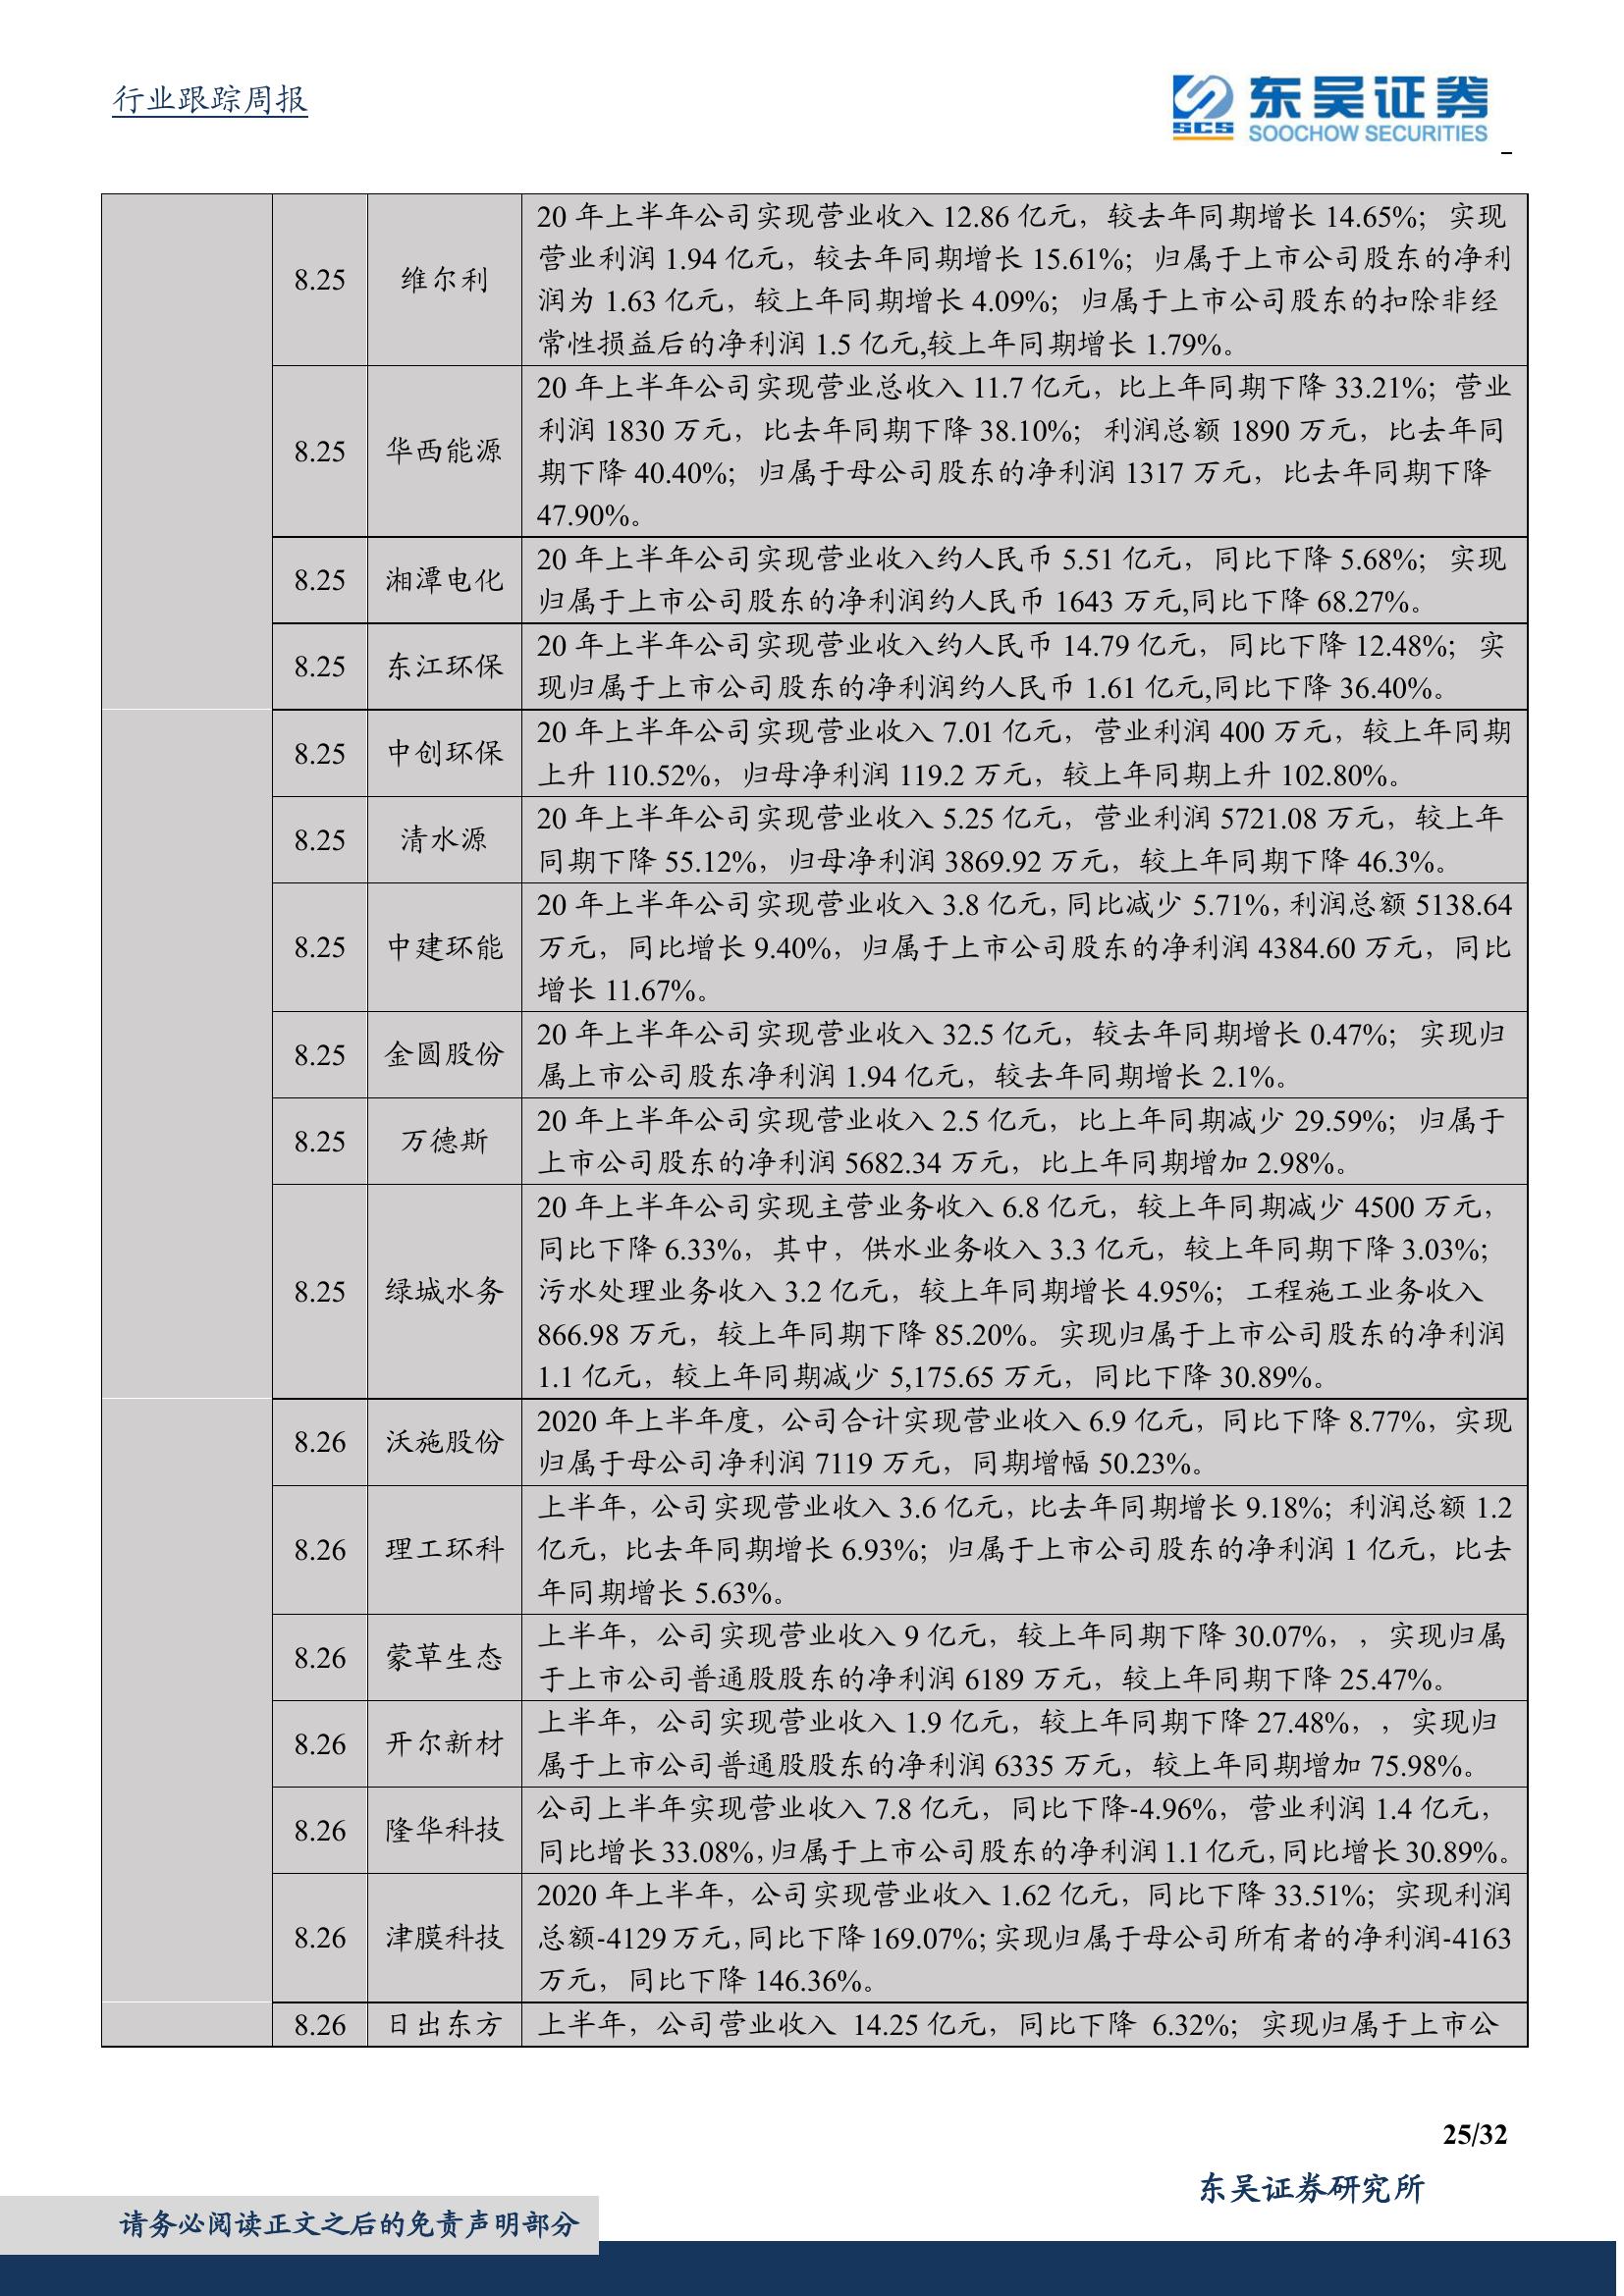 行业跟踪周报
东吴证券
SCS
SOOCHOW SECURITIES
8.25 维尔利
20 年上半年公司实现营业收入 12.86 亿元，较去年同期增长 14.65%；实现
营业利润 1.94 亿元，较去年同期增长 15.61%；归属于上市公司股东的净利
润为 1.63 亿元，较上年同期增长 4.09%；归属于上市公司股东的扣除非经
常性损益后的净利润 1.5 亿元,较上年同期增长 1.79%。
8.25 华西能源
20 年上半年公司实现营业总收入 11.7 亿元，比上年同期下降 33.21%；营业
利润 1830 万元，比去年同期下降 38.10%；利润总额 1890 万元，比去年同
期下降 40.40%；归属于母公司股东的净利润 1317 万元，比去年同期下降
47.90%。
8.25 湘潭电化
20 年上半年公司实现营业收入约人民币 5.51 亿元，同比下降 5.68%；实现
归属于上市公司股东的净利润约人民币 1643 万元,同比下降 68.27%。
8.25 东江环保
20 年上半年公司实现营业收入约人民币 14.79 亿元，同比下降 12.48%；实
现归属于上市公司股东的净利润约人民币 1.61 亿元,同比下降 36.40%。
8.25 中创环保
20 年上半年公司实现营业收入 7.01 亿元，营业利润 400 万元，较上年同期
上升 110.52%，归母净利润 119.2 万元，较上年同期上升 102.80%。
8.25 清水源
20 年上半年公司实现营业收入 5.25 亿元，营业利润 5721.08 万元，较上年
同期下降 55.12%，归母净利润 3869.92 万元，较上年同期下降 46.3%。
8.25 中建环能
20 年上半年公司实现营业收入 3.8 亿元，同比减少 5.71%，利润总额 5138.64
万元，同比增长 9.40%，归属于上市公司股东的净利润 4384.60 万元，同比
增长 11.67%。
8.25 金圆股份
20 年上半年公司实现营业收入 32.5 亿元，较去年同期增长 0.47%；实现归
属上市公司股东净利润 1.94 亿元，较去年同期增长 2.1%。
8.25 万德斯
20 年上半年公司实现营业收入 2.5 亿元，比上年同期减少 29.59%；归属于
上市公司股东的净利润 5682.34 万元，比上年同期增加 2.98%。
8.25 绿城水务
20 年上半年公司实现主营业务收入 6.8 亿元，较上年同期减少 4500 万元，
同比下降 6.33%，其中，供水业务收入 3.3 亿元，较上年同期下降 3.03%；
污水处理业务收入 3.2 亿元，较上年同期增长 4.95%；工程施工业务收入
866.98 万元，较上年同期下降 85.20%。实现归属于上市公司股东的净利润
1.1 亿元，较上年同期减少 5,175.65 万元，同比下降 30.89%。
8.26 沃施股份
2020 年上半年度，公司合计实现营业收入 6.9 亿元，同比下降 8.77%，实现
归属于母公司净利润 7119 万元，同期增幅 50.23%。
8.26 理工环科
上半年，公司实现营业收入 3.6 亿元，比去年同期增长 9.18%；利润总额 1.2
亿元，比去年同期增长 6.93%；归属于上市公司股东的净利润 1 亿元，比去
年同期增长 5.63%。
8.26 蒙草生态
上半年，公司实现营业收入 9 亿元，较上年同期下降 30.07%，，实现归属
于上市公司普通股股东的净利润 6189 万元，较上年同期下降 25.47%。
8.26 开尔新材
上半年，公司实现营业收入 1.9 亿元，较上年同期下降 27.48%，，实现归
属于上市公司普通股股东的净利润 6335 万元，较上年同期增加 75.98%。
8.26 隆华科技
公司上半年实现营业收入 7.8 亿元，同比下降-4.96%，营业利润 1.4 亿元，
同比增长 33.08%，归属于上市公司股东的净利润 1.1 亿元，同比增长 30.89%。
8.26 津膜科技
2020 年上半年，公司实现营业收入 1.62 亿元，同比下降 33.51%；实现利润
总额-4129 万元，同比下降 169.07%；实现归属于母公司所有者的净利润-4163
万元，同比下降 146.36%。
8.26 日出东方
上半年，公司营业收入 14.25 亿元，同比下降 6.32%；实现归属于上市公
25/32
东吴证券研究所
请务必阅读正文之后的免责声明部分